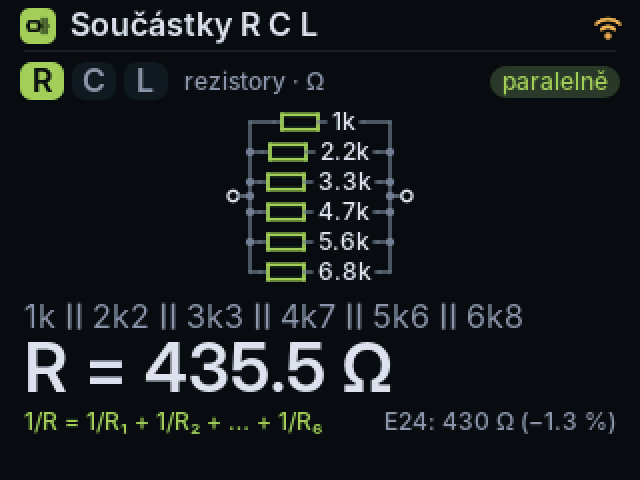 Součástky R C L
R C L rezistory · Ω paralelně
1k
2.2k
3.3k
4.7k
5.6k
6.8k
1k || 2k2 || 3k3 || 4k7 || 5k6 || 6k8
R = 435.5 Ω
1/R = 1/R₁ + 1/R₂ + ... + 1/R₆ E24: 430 Ω (−1.3 %)